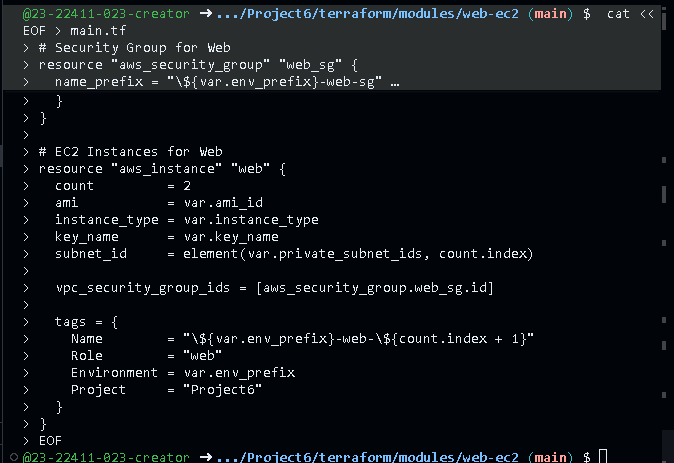 @23-22411-023-creator ➜.../Project6/terraform/modules/web-ec2 (main) $  cat <<
EOF > main.tf
> # Security Group for Web
> resource "aws_security_group" "web_sg" {
>   name_prefix = "\${var.env_prefix}-web-sg" …
>   }
> }
>
> # EC2 Instances for Web
> resource "aws_instance" "web" {
>   count         = 2
>   ami           = var.ami_id
>   instance_type = var.instance_type
>   key_name      = var.key_name
>   subnet_id     = element(var.private_subnet_ids, count.index)
>
>   vpc_security_group_ids = [aws_security_group.web_sg.id]
>
>   tags = {
>     Name        = "\${var.env_prefix}-web-\${count.index + 1}"
>     Role        = "web"
>     Environment = var.env_prefix
>     Project     = "Project6"
>   }
> }
> EOF
@23-22411-023-creator ➜.../Project6/terraform/modules/web-ec2 (main) $